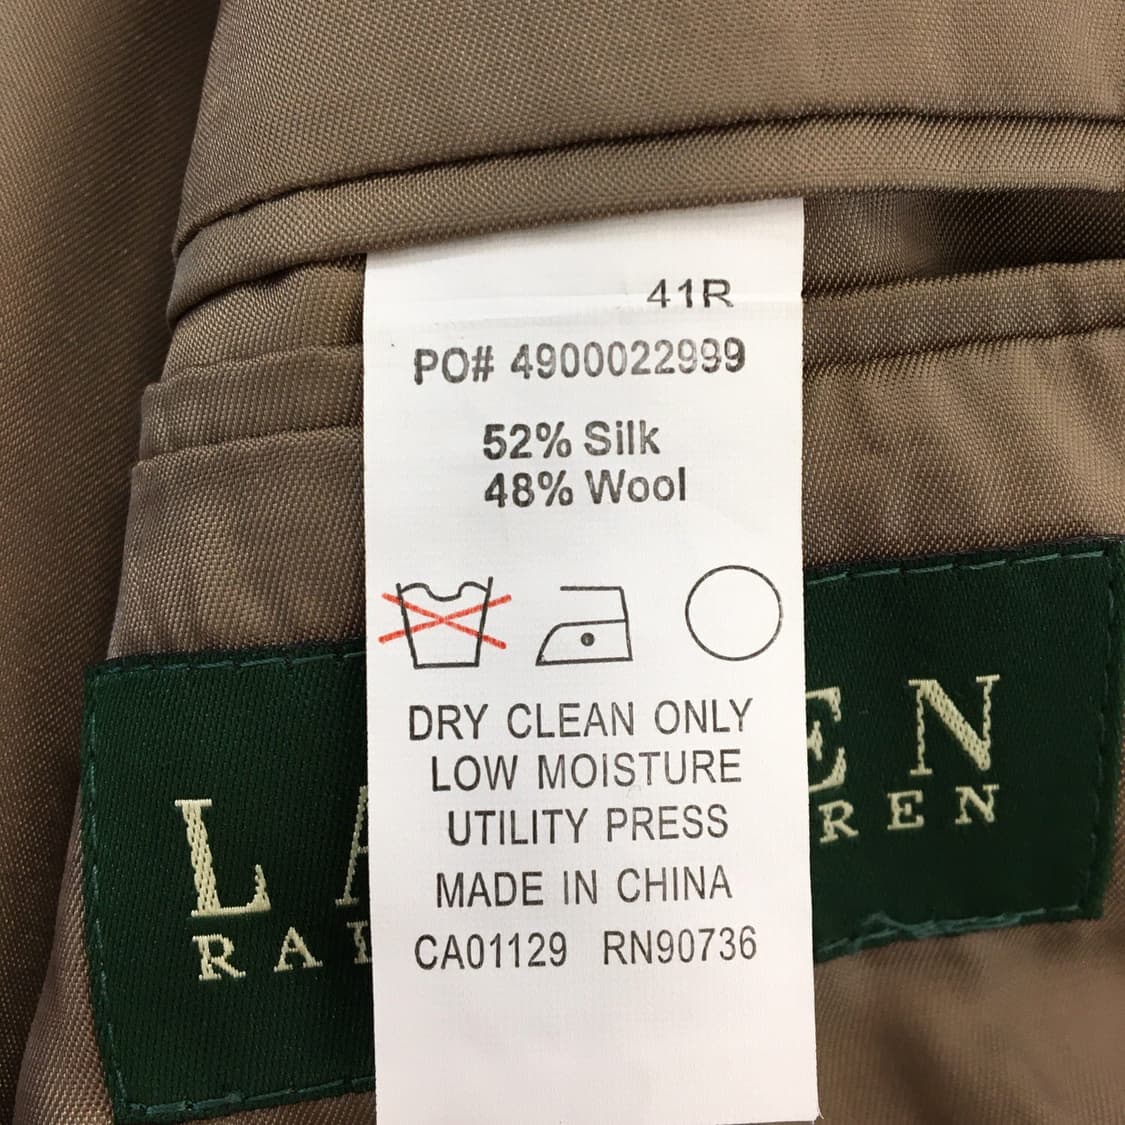 41R
PO# 4900022999
52% Silk
48% Wool
DRY CLEAN ONLY
LOW MOISTURE
UTILITY PRESS
MADE IN CHINA
CA01129 RN90736